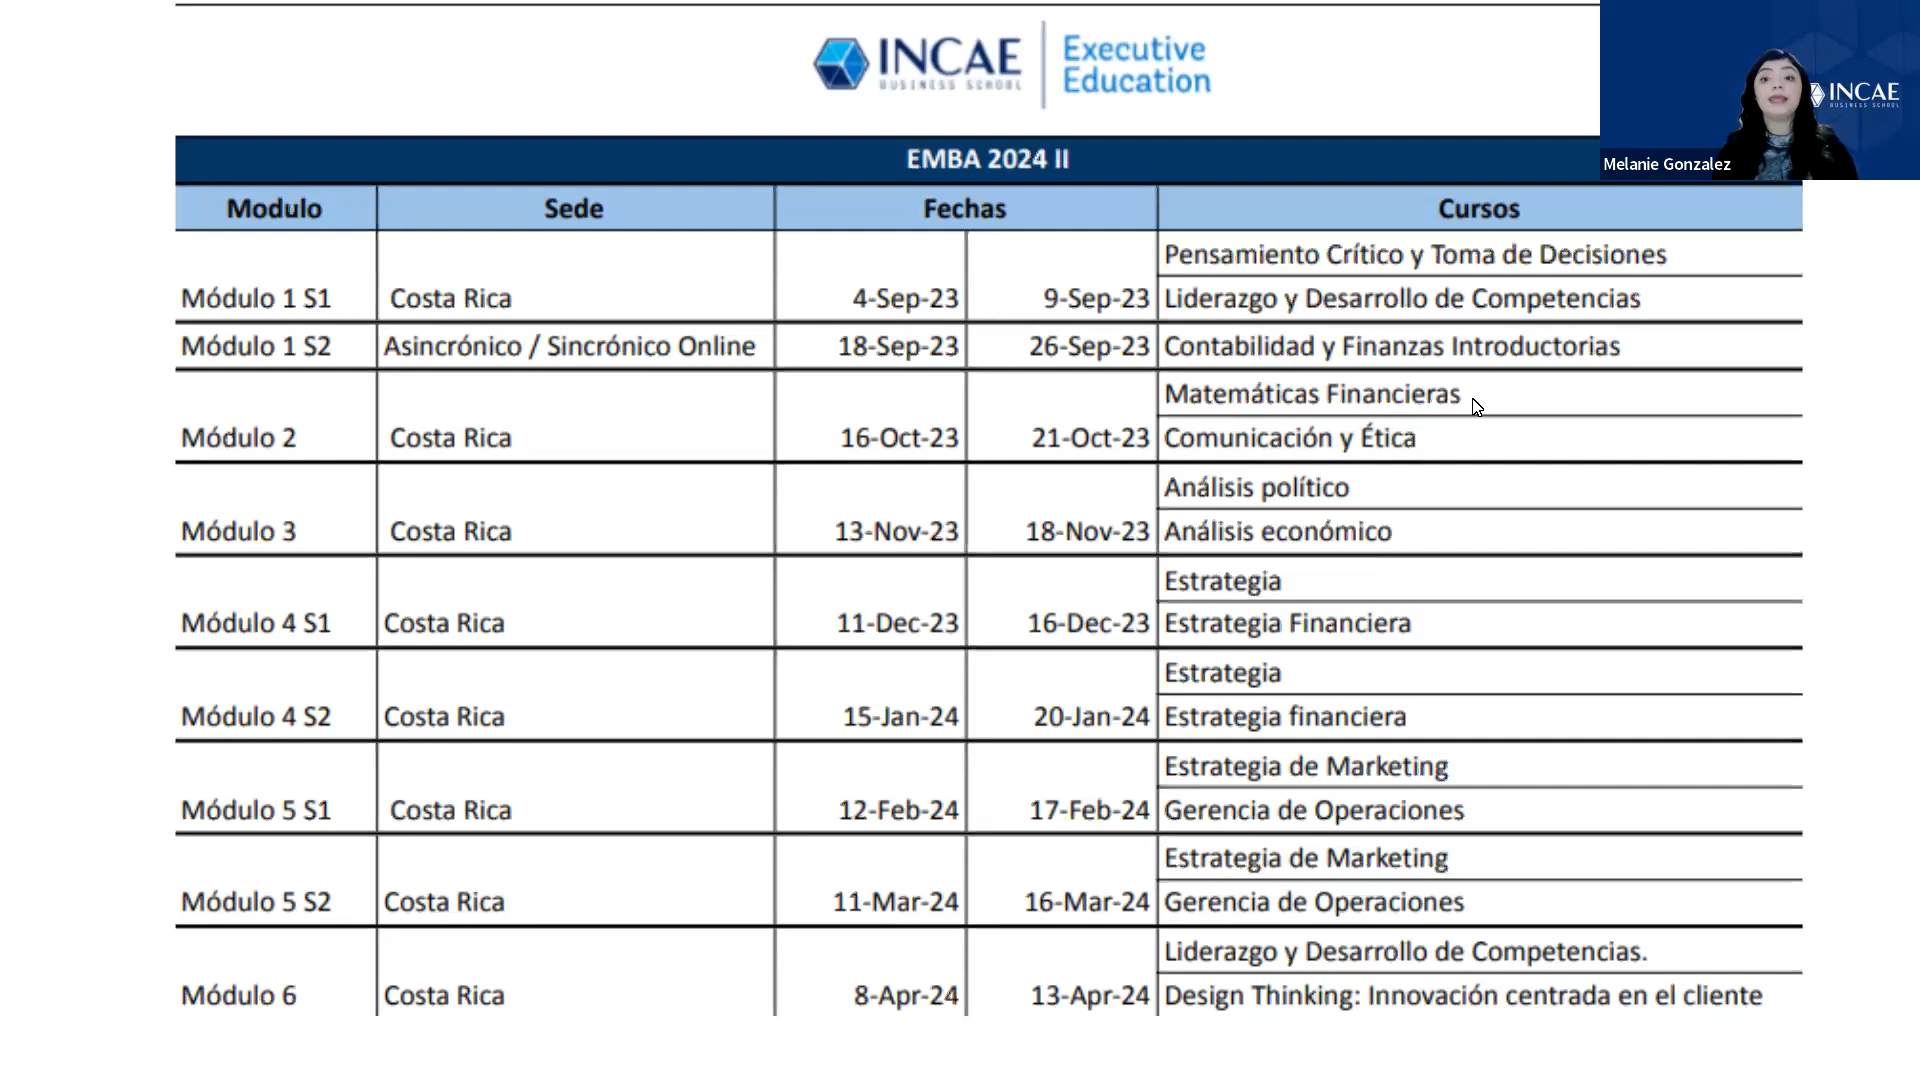 INCAE
BUSINESS SCHOOL
Executive
Education
INCAE
BUSINESS SCHOOL
Melanie Gonzalez
EMBA 2024 II
Modulo Sede Fechas Cursos
Pensamiento Crítico y Toma de Decisiones
Módulo 1 S1 Costa Rica 4-Sep-23 9-Sep-23 Liderazgo y Desarrollo de Competencias
Módulo 1 S2 Asincrónico / Sincrónico Online 18-Sep-23 26-Sep-23 Contabilidad y Finanzas Introductorias
Matemáticas Financieras
Módulo 2 Costa Rica 16-Oct-23 21-Oct-23 Comunicación y Ética
Análisis político
Módulo 3 Costa Rica 13-Nov-23 18-Nov-23 Análisis económico
Estrategia
Módulo 4 S1 Costa Rica 11-Dec-23 16-Dec-23 Estrategia Financiera
Estrategia
Módulo 4 S2 Costa Rica 15-Jan-24 20-Jan-24 Estrategia financiera
Estrategia de Marketing
Módulo 5 S1 Costa Rica 12-Feb-24 17-Feb-24 Gerencia de Operaciones
Estrategia de Marketing
Módulo 5 S2 Costa Rica 11-Mar-24 16-Mar-24 Gerencia de Operaciones
Liderazgo y Desarrollo de Competencias.
Módulo 6 Costa Rica 8-Apr-24 13-Apr-24 Design Thinking: Innovación centrada en el cliente